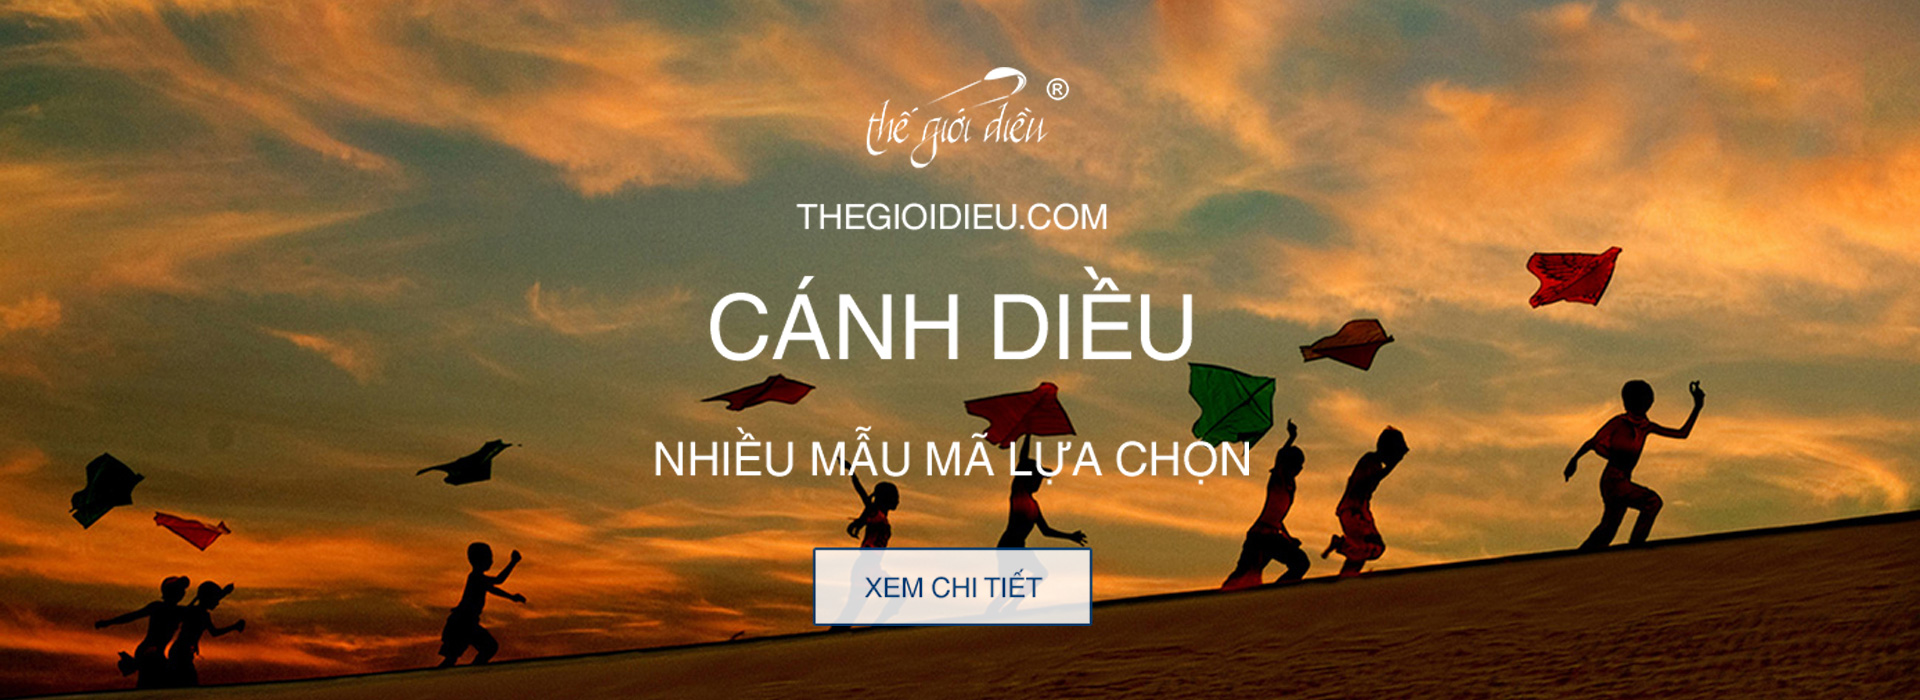 thế giới diều ®
THEGIOIDIEU.COM
CÁNH DIỀU
NHIỀU MẪU MÃ LỰA CHỌN
XEM CHI TIẾT